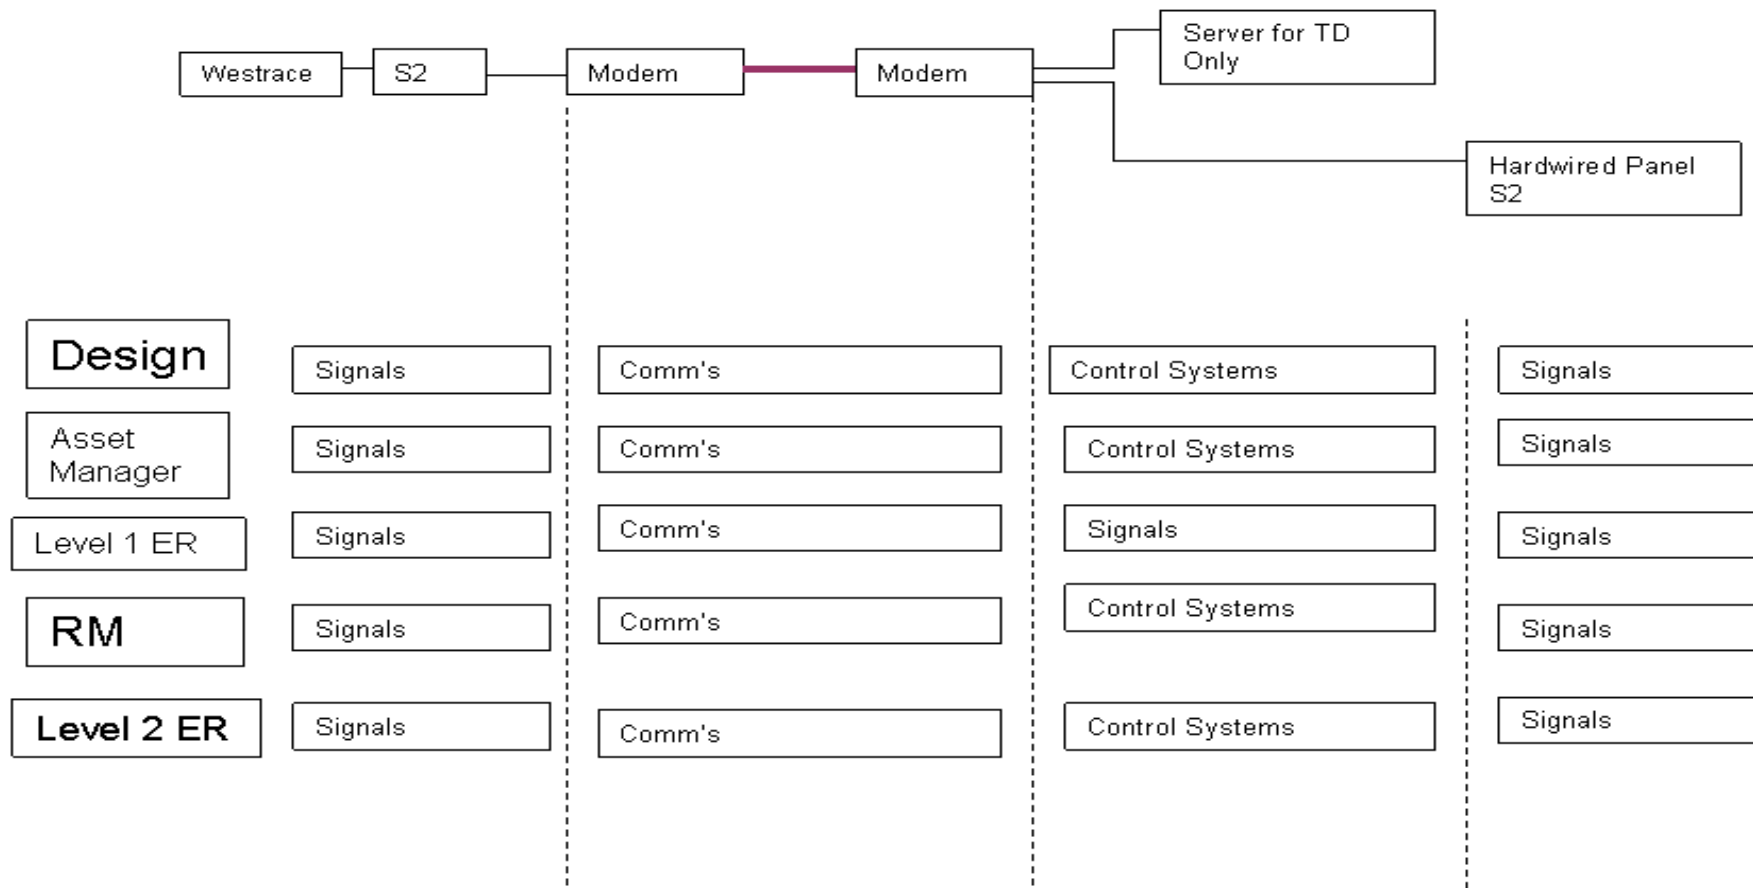 Westrace
S2
Modem
Modem
Server for TD
Only
Hardwired Panel
S2
Design
Signals
Comm's
Control Systems
Signals
Asset
Manager
Signals
Comm's
Control Systems
Signals
Level 1 ER
Signals
Comm's
Signals
Signals
RM
Signals
Comm's
Control Systems
Signals
Level 2 ER
Signals
Comm's
Control Systems
Signals